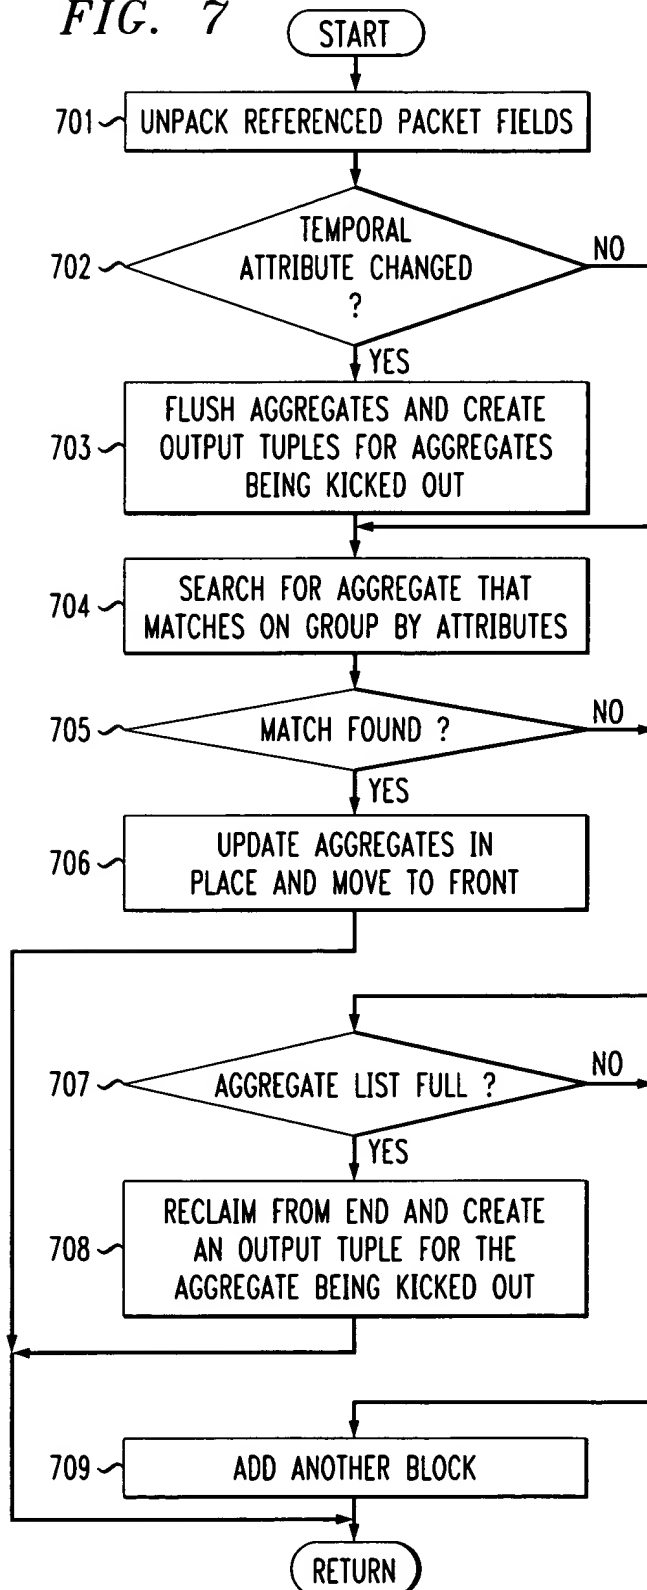 FIG. 7
START
701
UNPACK REFERENCED PACKET FIELDS
702
TEMPORAL
ATTRIBUTE CHANGED
?
NO
YES
703
FLUSH AGGREGATES AND CREATE
OUTPUT TUPLES FOR AGGREGATES
BEING KICKED OUT
704
SEARCH FOR AGGREGATE THAT
MATCHES ON GROUP BY ATTRIBUTES
705
MATCH FOUND ?
NO
YES
706
UPDATE AGGREGATES IN
PLACE AND MOVE TO FRONT
707
AGGREGATE LIST FULL ?
NO
YES
708
RECLAIM FROM END AND CREATE
AN OUTPUT TUPLE FOR THE
AGGREGATE BEING KICKED OUT
709
ADD ANOTHER BLOCK
RETURN